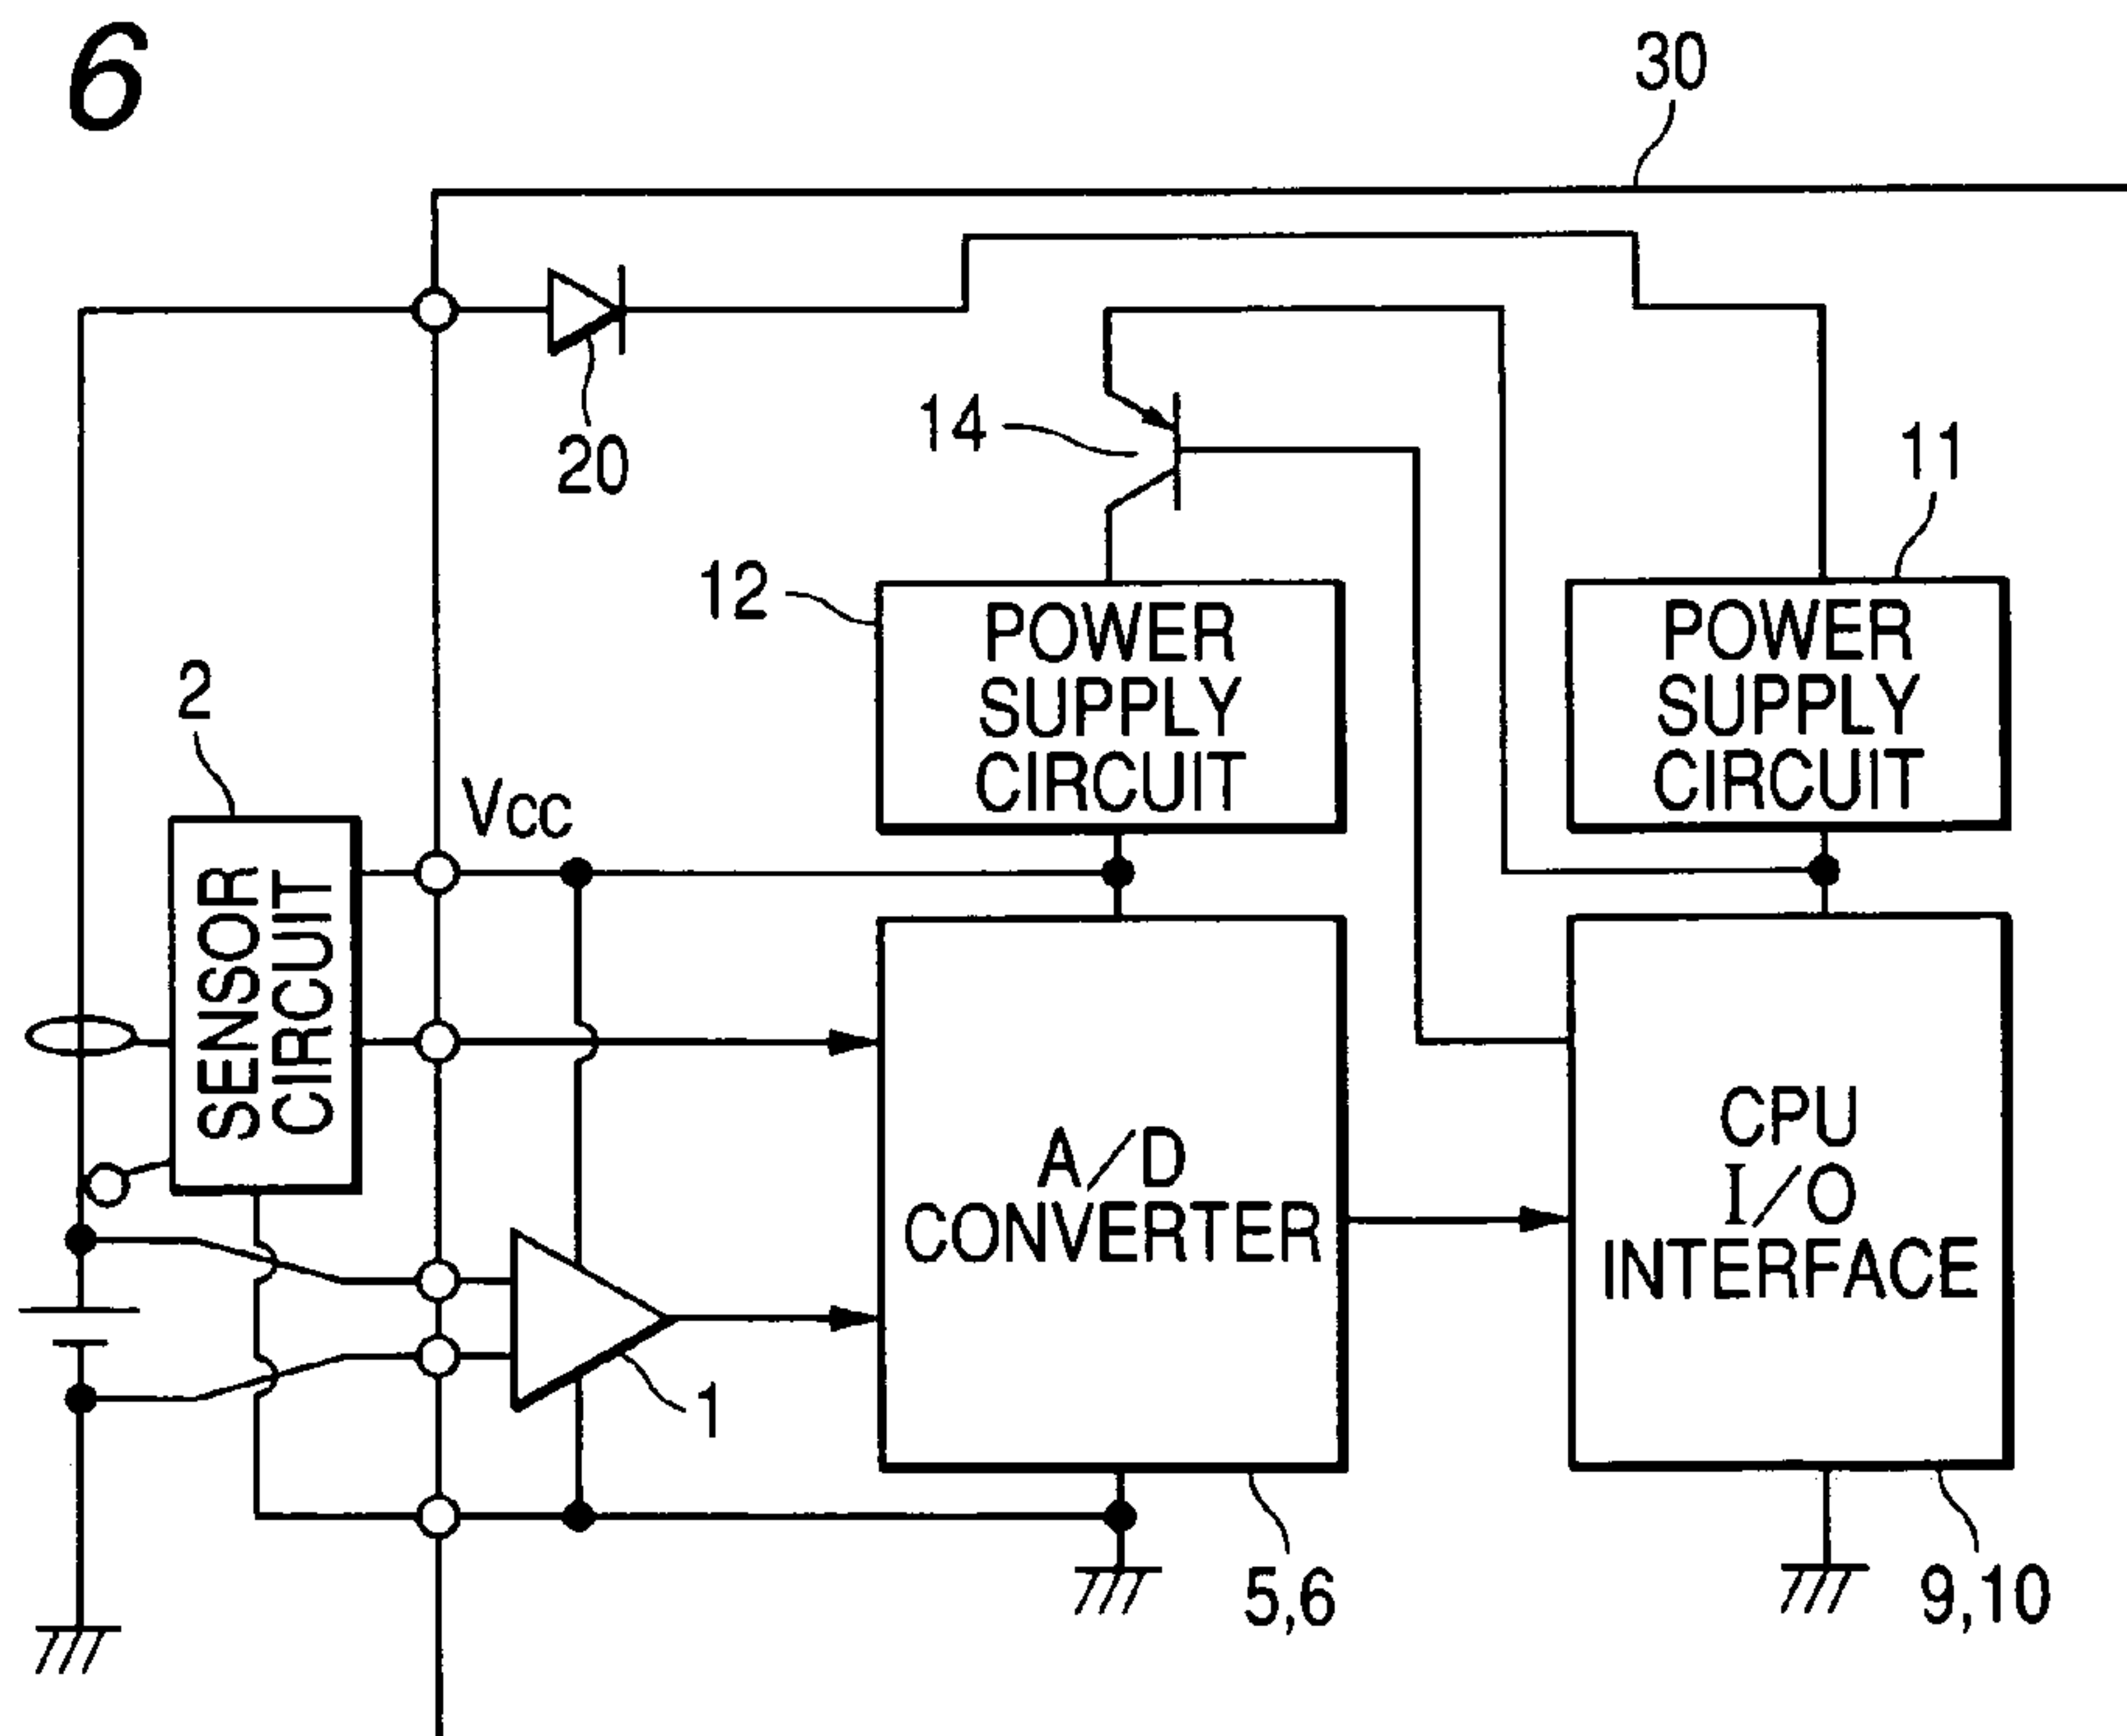 6
30
20
14
11
12
POWER
SUPPLY
CIRCUIT
POWER
SUPPLY
CIRCUIT
2
Vcc
SENSOR
CIRCUIT
A/D
CONVERTER
CPU
I/O
INTERFACE
1
5,6
9,10